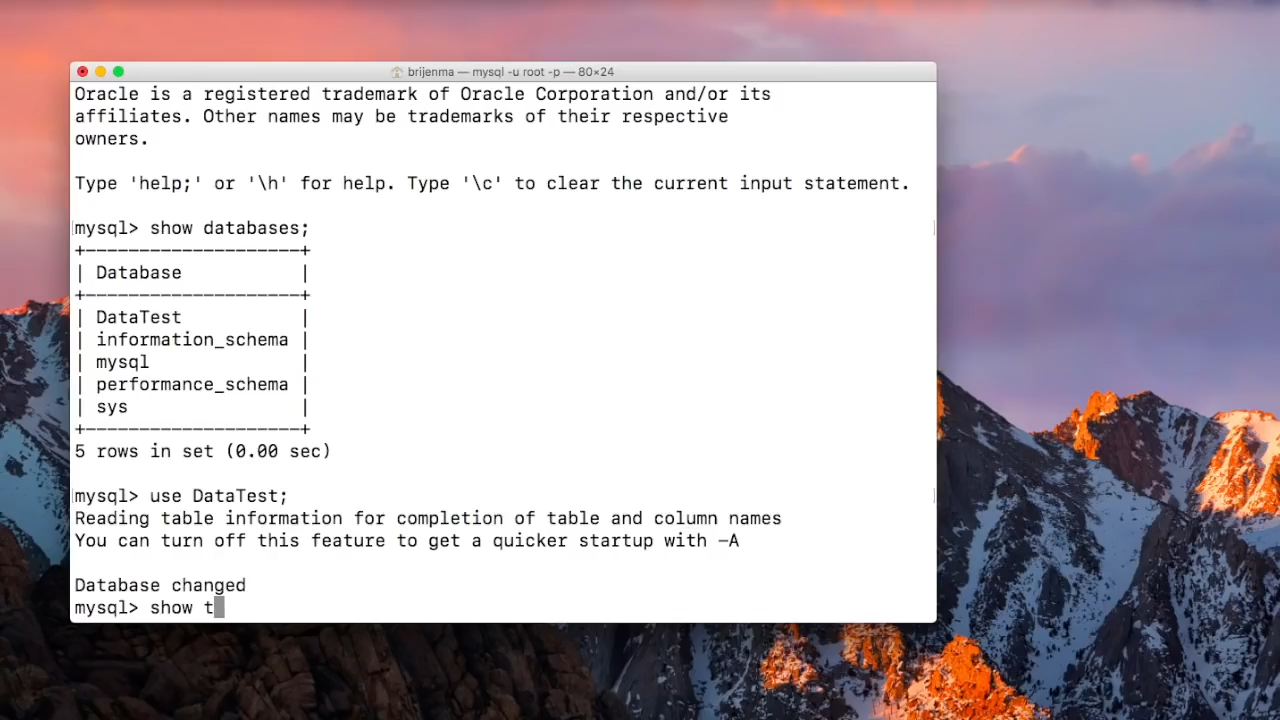 brijenma — mysql -u root -p — 80×24
Oracle is a registered trademark of Oracle Corporation and/or its
affiliates. Other names may be trademarks of their respective
owners.
Type 'help;' or '\h' for help. Type '\c' to clear the current input statement.
mysql> show databases;
+--------------------+
| Database           |
+--------------------+
| DataTest           |
| information_schema |
| mysql              |
| performance_schema |
| sys                |
+--------------------+
5 rows in set (0.00 sec)
mysql> use DataTest;
Reading table information for completion of table and column names
You can turn off this feature to get a quicker startup with -A
Database changed
mysql> show t